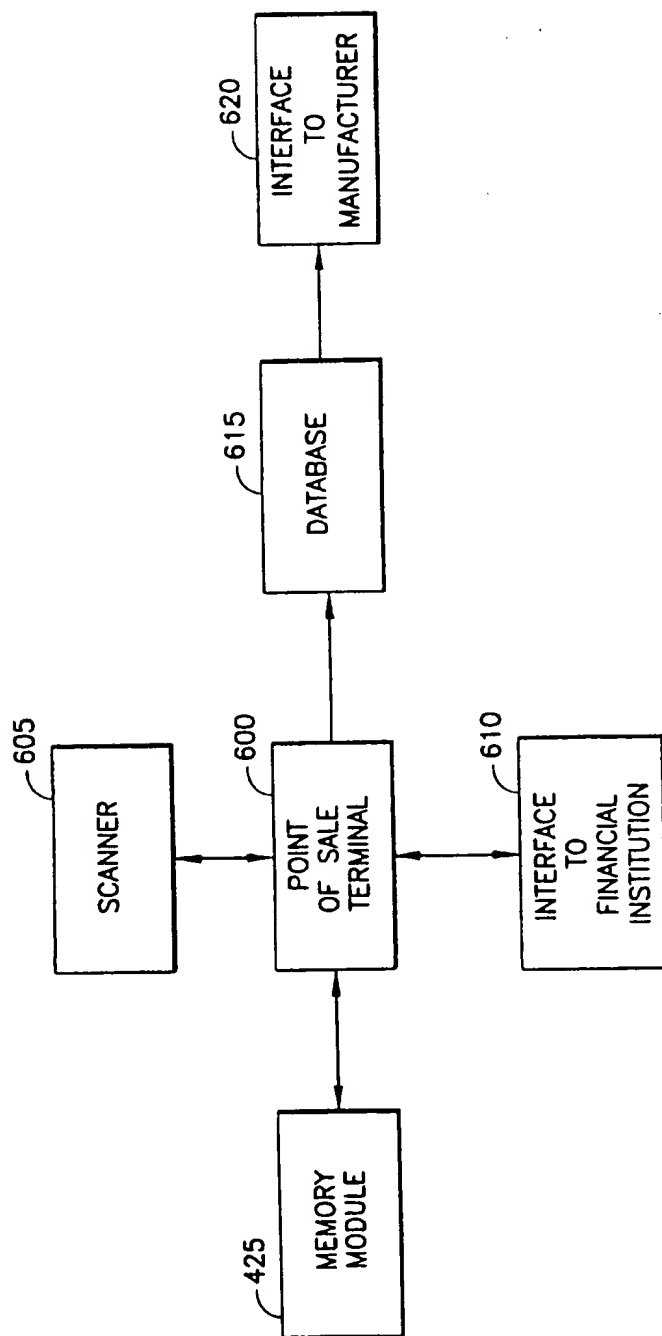 605
SCANNER
425
MEMORY
MODULE
600
POINT
OF SALE
TERMINAL
615
DATABASE
620
INTERFACE
TO
MANUFACTURER
610
INTERFACE
TO
FINANCIAL
INSTITUTION